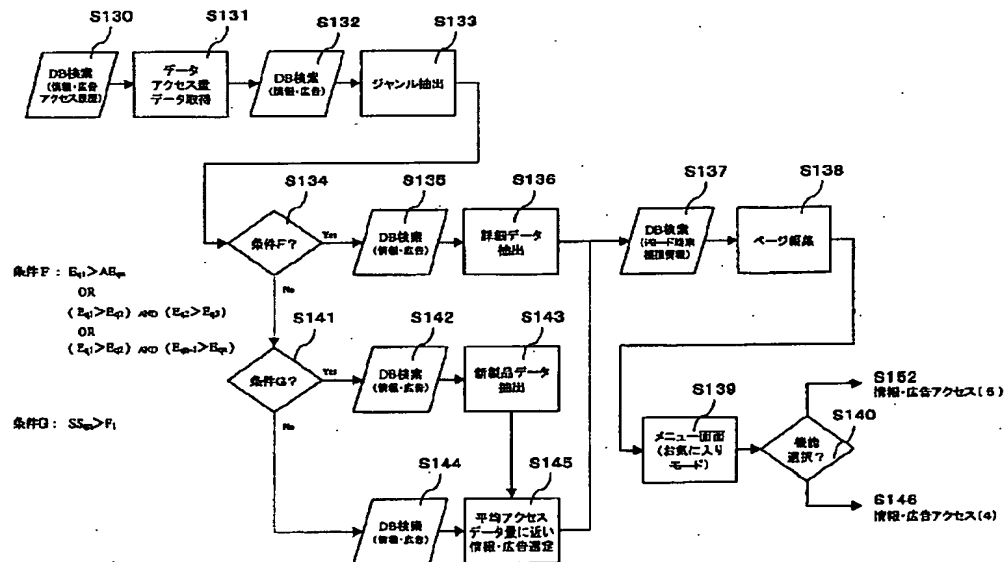 S130
S131
S132
S133
DB検索
(情報・広告
アクセス履歴)
データ
アクセス量
データ取得
DB検索
(情報・広告)
ジャンル抽出
S134
S135
S136
S137
S138
条件F?
Yes
DB検索
(情報・広告)
詳細データ
抽出
DB検索
ページ編集
条件F:
OR
AND
OR
AND
No
S141
S142
S143
条件G?
Yes
DB検索
(情報・広告)
新製品データ
抽出
条件G:
No
S144
S145
DB検索
(情報・広告)
平均アクセス
データ量に近い
情報・広告選定
S139
メニュー画面
(お気に入り
モード)
S140
機能
選択?
S152
情報・広告アクセス(5)
S146
情報・広告アクセス(4)